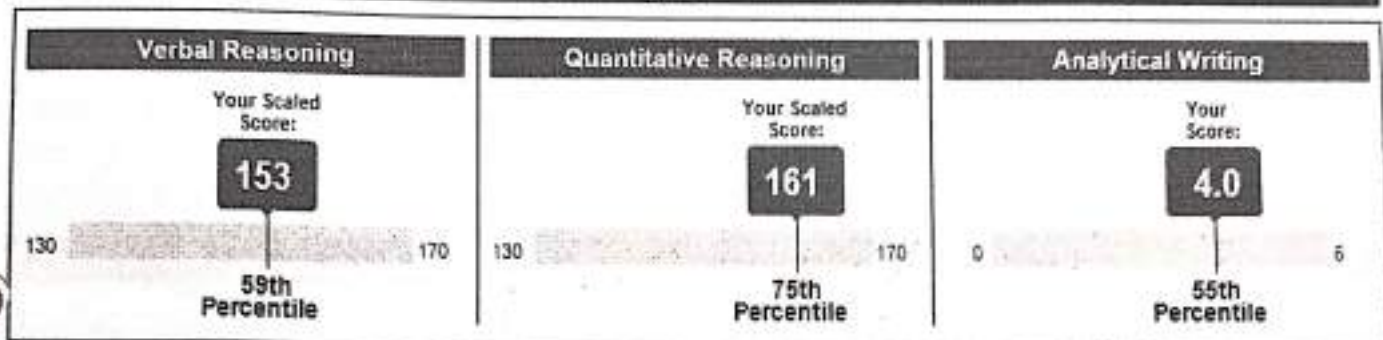 Verbal Reasoning
Your Scaled
Score:
153
130
170
59th
Percentile
Quantitative Reasoning
Your Scaled
Score:
161
130
170
75th
Percentile
Analytical Writing
Your
Score:
4.0
0
6
55th
Percentile